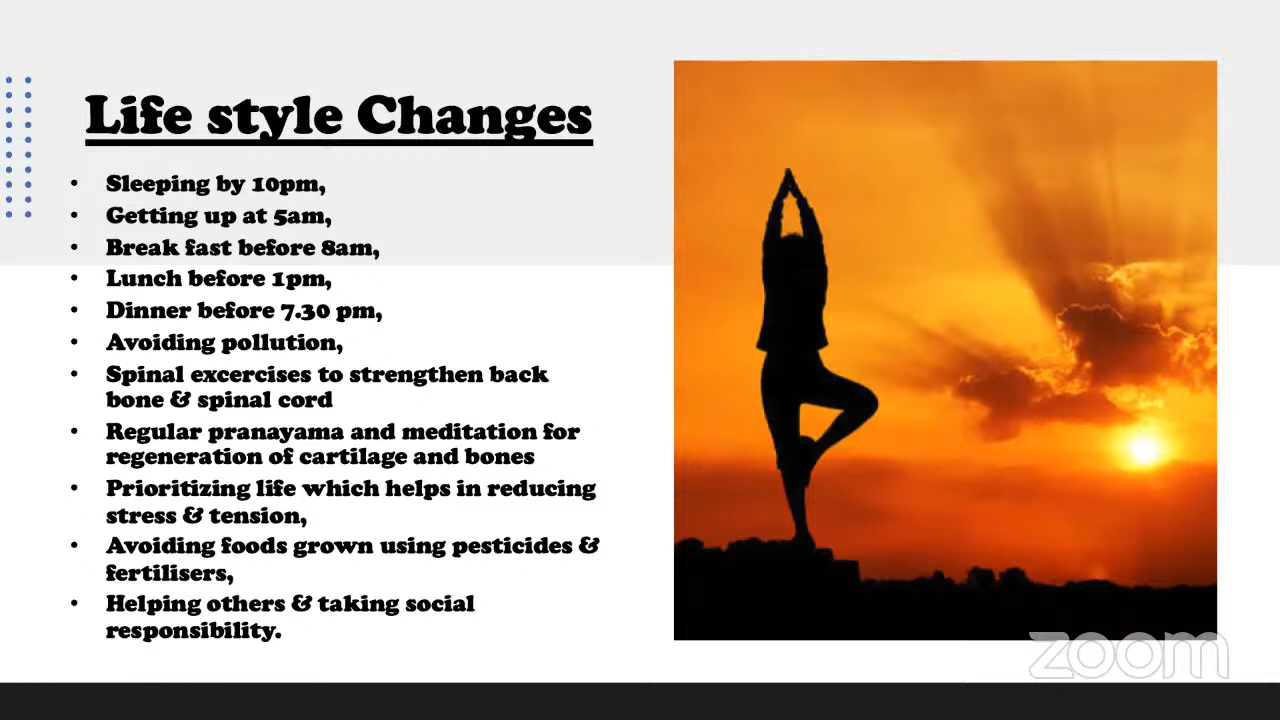 Life style Changes
• Sleeping by 10pm,
• Getting up at 5am,
• Break fast before 8am,
• Lunch before 1pm,
• Dinner before 7.30 pm,
• Avoiding pollution,
• Spinal excercises to strengthen back
bone & spinal cord
• Regular pranayama and meditation for
regeneration of cartilage and bones
• Prioritizing life which helps in reducing
stress & tension,
• Avoiding foods grown using pesticides &
fertilisers,
• Helping others & taking social
responsibility.
zoom